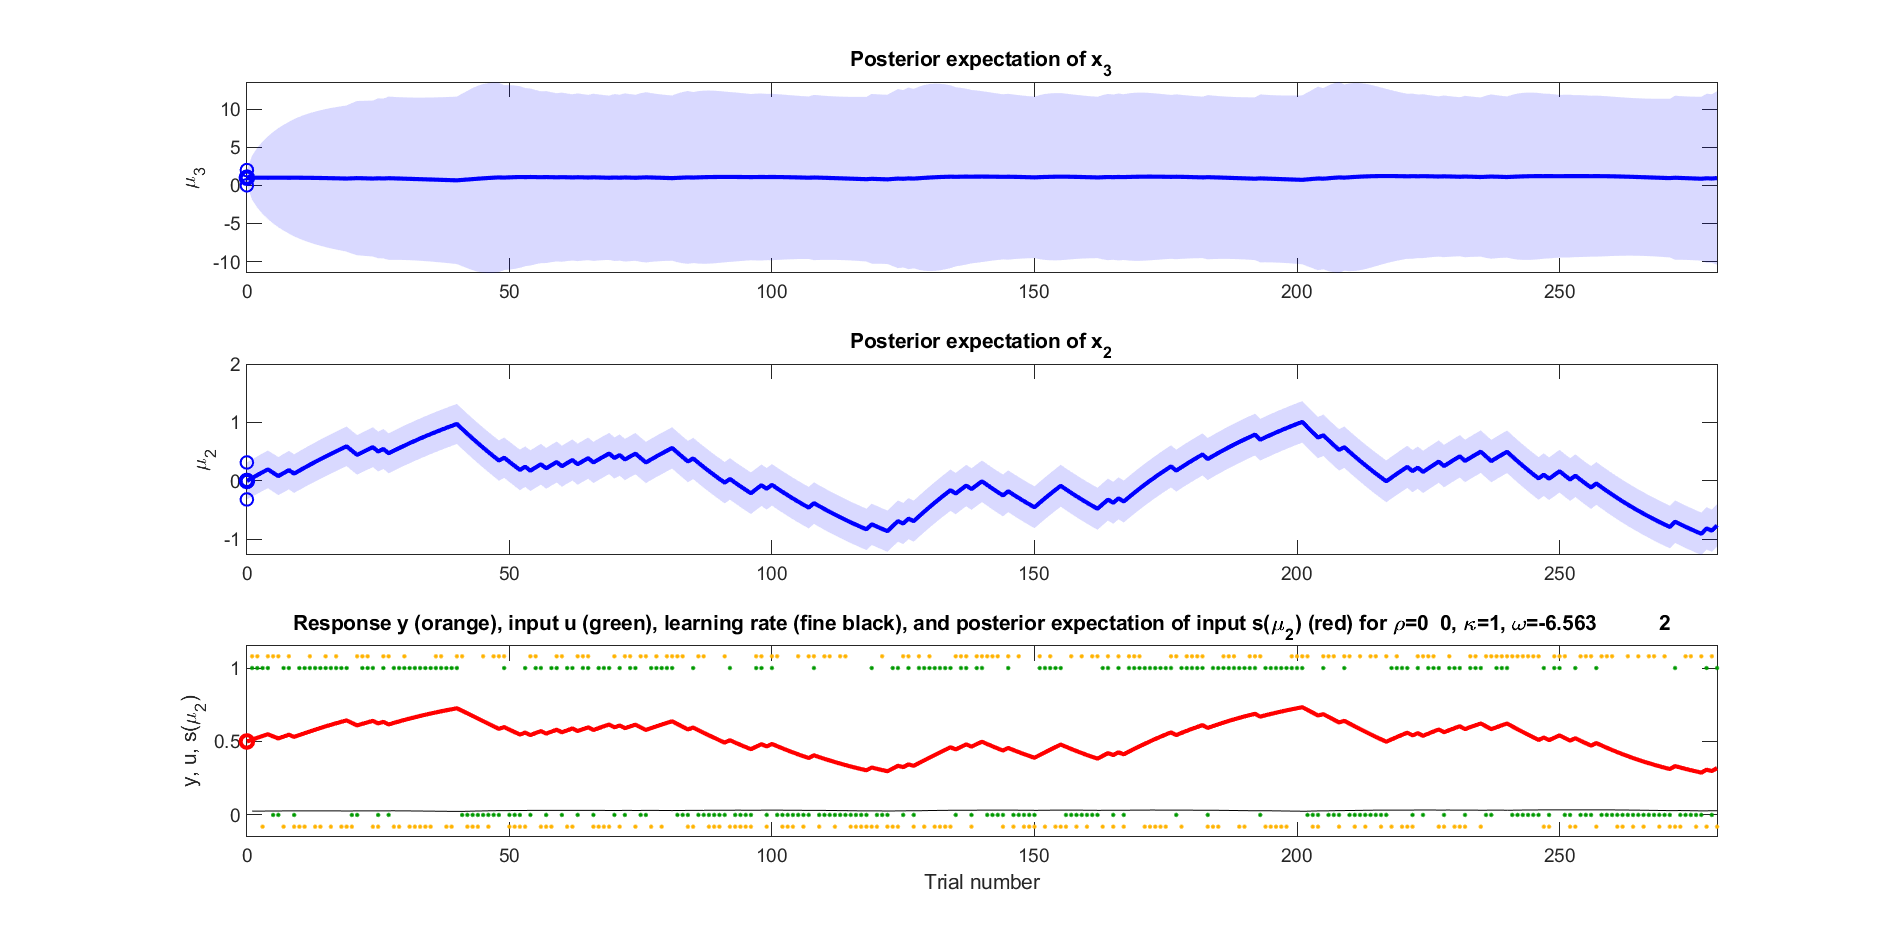 Posterior expectation of x3
10
5
0
-5
-10
μ3
0 50 100 150 200 250
Posterior expectation of x2
2
1
0
-1
μ2
0 50 100 150 200 250
Response y (orange), input u (green), learning rate (fine black), and posterior expectation of input s(μ2) (red) for ρ=0 0, κ=1, ω=-6.563 2
1
0.5
0
y, u, s(μ2)
0 50 100 150 200 250
Trial number